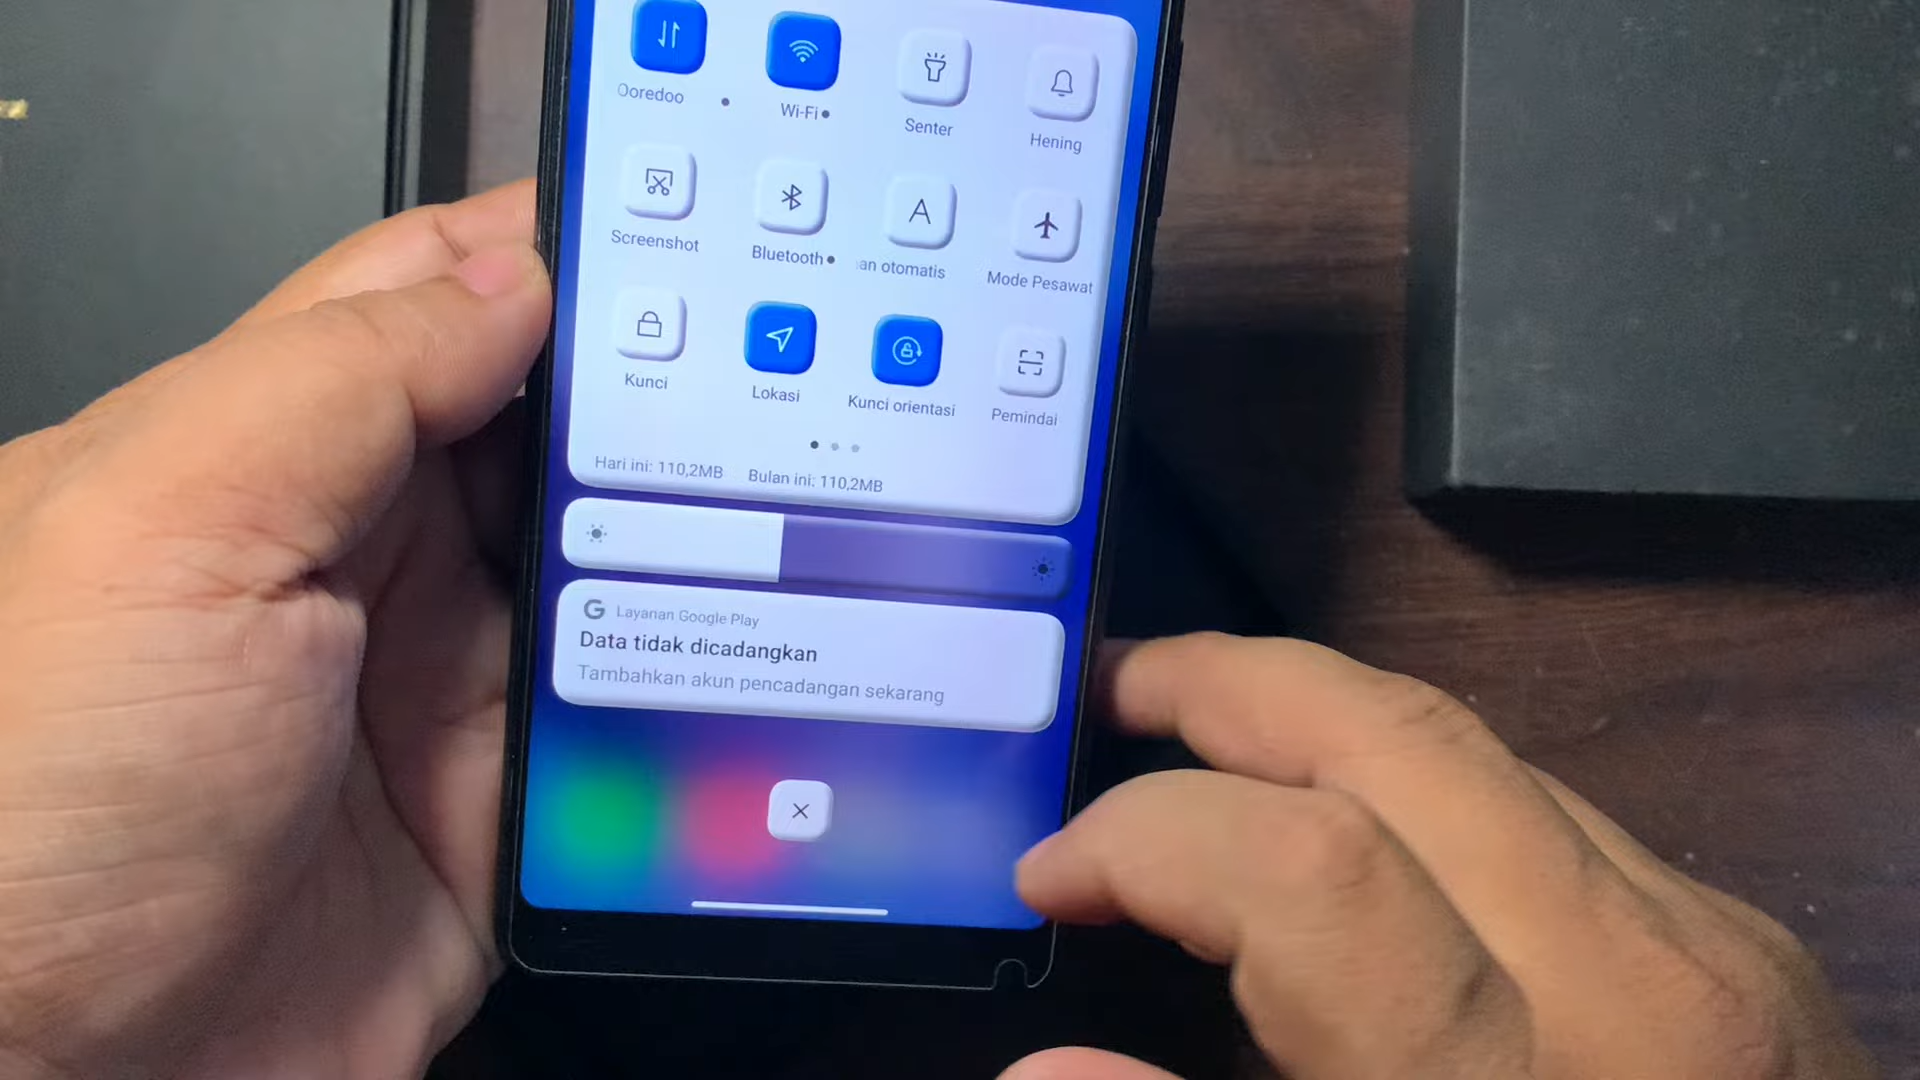 Ooredoo
Wi-Fi
Senter
Hening
Screenshot
Bluetooth
A
an otomatis
Mode Pesawat
Kunci
Lokasi
Kunci orientasi
Pemindai
Hari ini: 110,2MB Bulan ini: 110,2MB
G Layanan Google Play
Data tidak dicadangkan
Tambahkan akun pencadangan sekarang